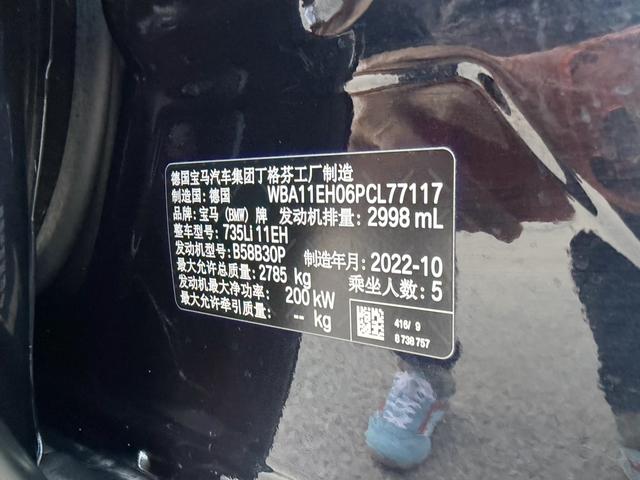 德国宝马汽车集团丁格芬工厂制造
制造国: 德国 WBA11EH06PCL77117
品牌: 宝马 (BMW) 牌 发动机排量: 2998 mL
整车型号: 735Li 11EH
发动机型号: B58B30P 制造年月: 2022-10
最大允许总质量: 2785 kg 乘坐人数: 5
发动机最大净功率: 200 kW
最大允许牵引质量: -- kg
416/ 9
8 738 757